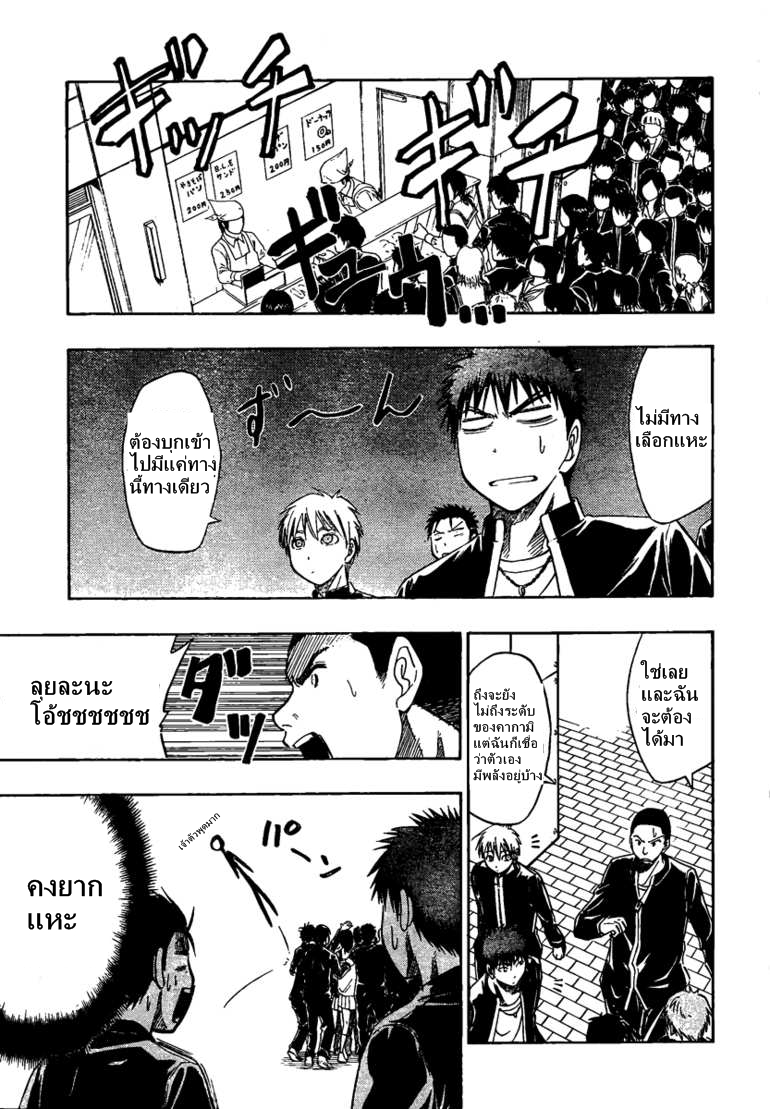 ギッチ
ギチ
ギュウ
やきそば
パン
200円
B.L.E
サンド
250円
パン
200円
ドーナッツ
150円
ず〜〜ん
ไม่มีทาง
เลือกแหะ
ต้องบุกเข้า
ไปมีแค่ทาง
นี้ทางเดียว
ใช่เลย
และฉัน
จะต้อง
ได้มา
ถึงจะยัง
ไม่ถึงระดับ
ของคากามิ
แต่ฉันก็เชื่อ
ว่าตัวเอง
มีพลังอยู่บ้าง
ダッ
ลุยละนะ
โอ้ชชชชชช
パーン
คงยาก
แหะ